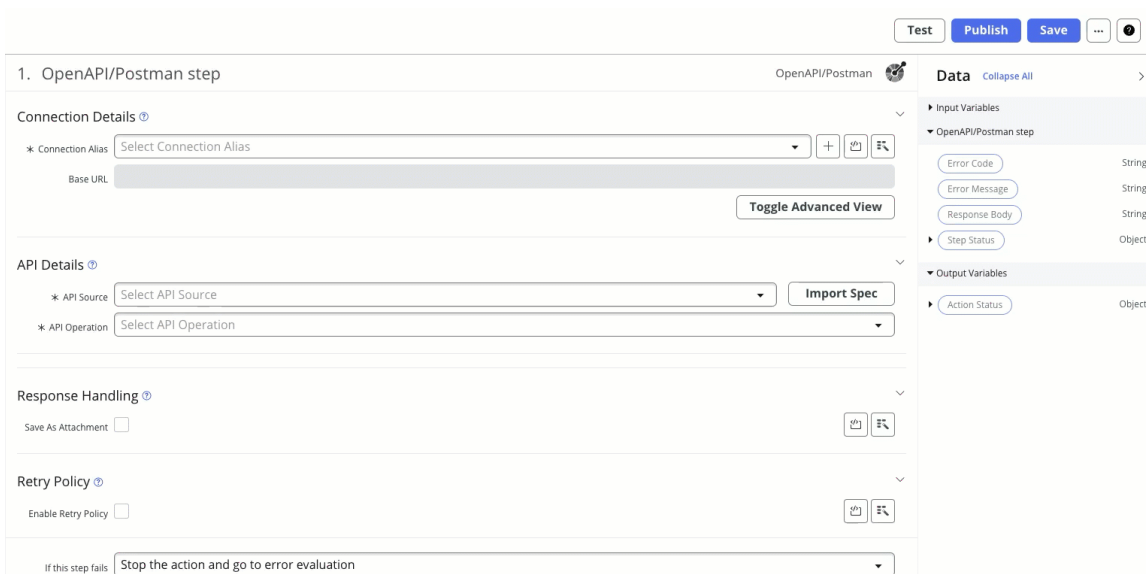 Test Publish Save ... ?
1. OpenAPI/Postman step OpenAPI/Postman
Data Collapse All
Connection Details ?
Input Variables
OpenAPI/Postman step
* Connection Alias Select Connection Alias
Base URL
Error Code String
Error Message String
Toggle Advanced View
Response Body String
Step Status Object
API Details ?
Output Variables
* API Source Select API Source Import Spec
Action Status Object
* API Operation Select API Operation
Response Handling ?
Save As Attachment
Retry Policy ?
Enable Retry Policy
If this step fails Stop the action and go to error evaluation